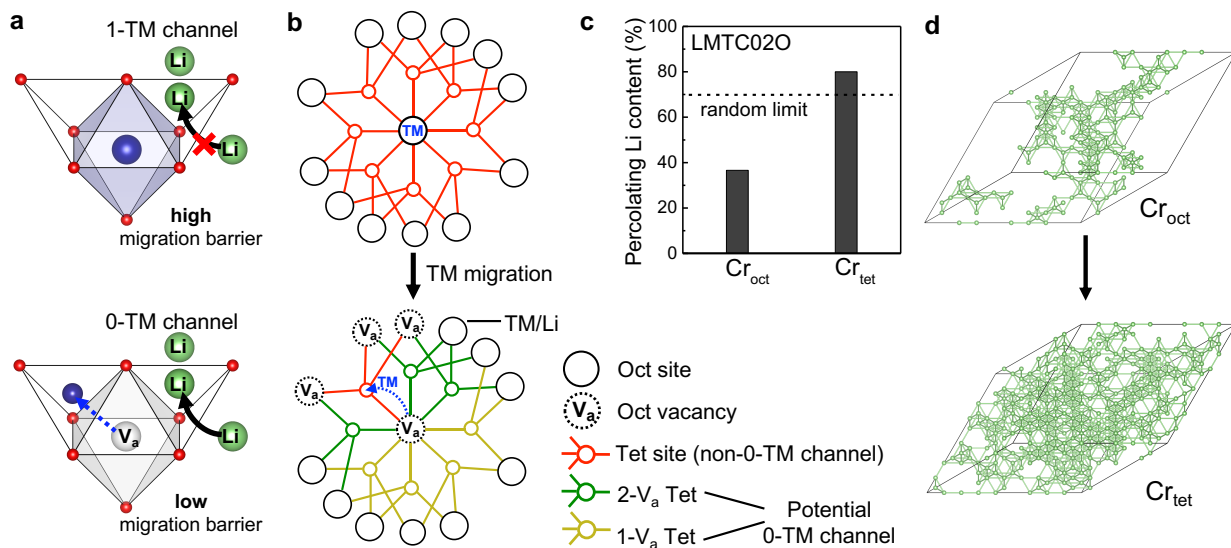 a
1-TM channel
Li
Li
Li
high
migration barrier
0-TM channel
Li
Li
Li
Va
low
migration barrier
b
TM
TM migration
Va
Va
Va
TM
Va
TM/Li
Oct site
Va
Oct vacancy
Tet site (non-0-TM channel)
2-Va Tet
1-Va Tet
Potential
0-TM channel
c
Percolating Li content (%)
100
80
60
40
20
0
LMTC02O
random limit
Croct
Crtet
d
Croct
Crtet